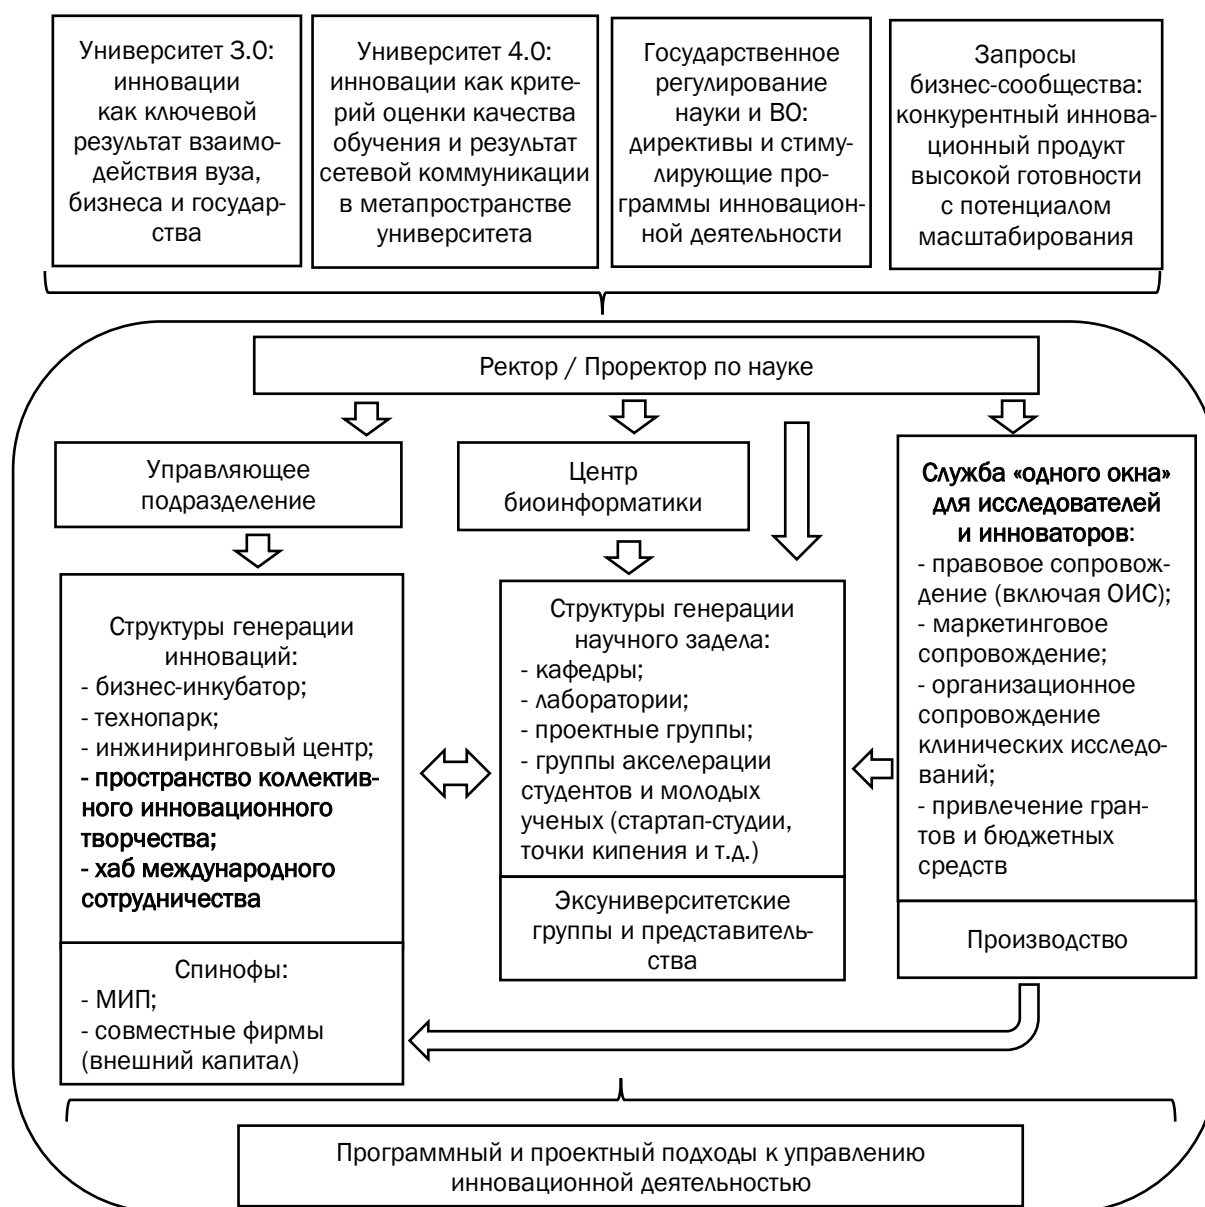 Университет 3.0:
инновации
как ключевой
результат взаимо-
действия вуза,
бизнеса и государ-
ства
Университет 4.0:
инновации как крите-
рий оценки качества
обучения и результат
сетевой коммуникации
в метапространстве
университета
Государственное
регулирование
науки и ВО:
директивы и стиму-
лирующие про-
граммы инновацион-
ной деятельности
Запросы
бизнес-сообщества:
конкурентный иннова-
ционный продукт
высокой готовности
с потенциалом
масштабирования
Ректор / Проректор по науке
Управляющее
подразделение
Центр
биоинформатики
Служба «одного окна»
для исследователей
и инноваторов:
- правовое сопровож-
дение (включая ОИС);
- маркетинговое
сопровождение;
- организационное
сопровождение
клинических исследо-
ваний;
- привлечение гран-
тов и бюджетных
средств
Производство
Структуры генерации
инноваций:
- бизнес-инкубатор;
- технопарк;
- инжиниринговый центр;
- пространство коллектив-
ного инновационного
творчества;
- хаб международного
сотрудничества
Спинофы:
- МИП;
- совместные фирмы
(внешний капитал)
Структуры генерации
научного задела:
- кафедры;
- лаборатории;
- проектные группы;
- группы акселерации
студентов и молодых
ученых (стартап-студии,
точки кипения и т.д.)
Эксуниверситетские
группы и представитель-
ства
Программный и проектный подходы к управлению
инновационной деятельностью